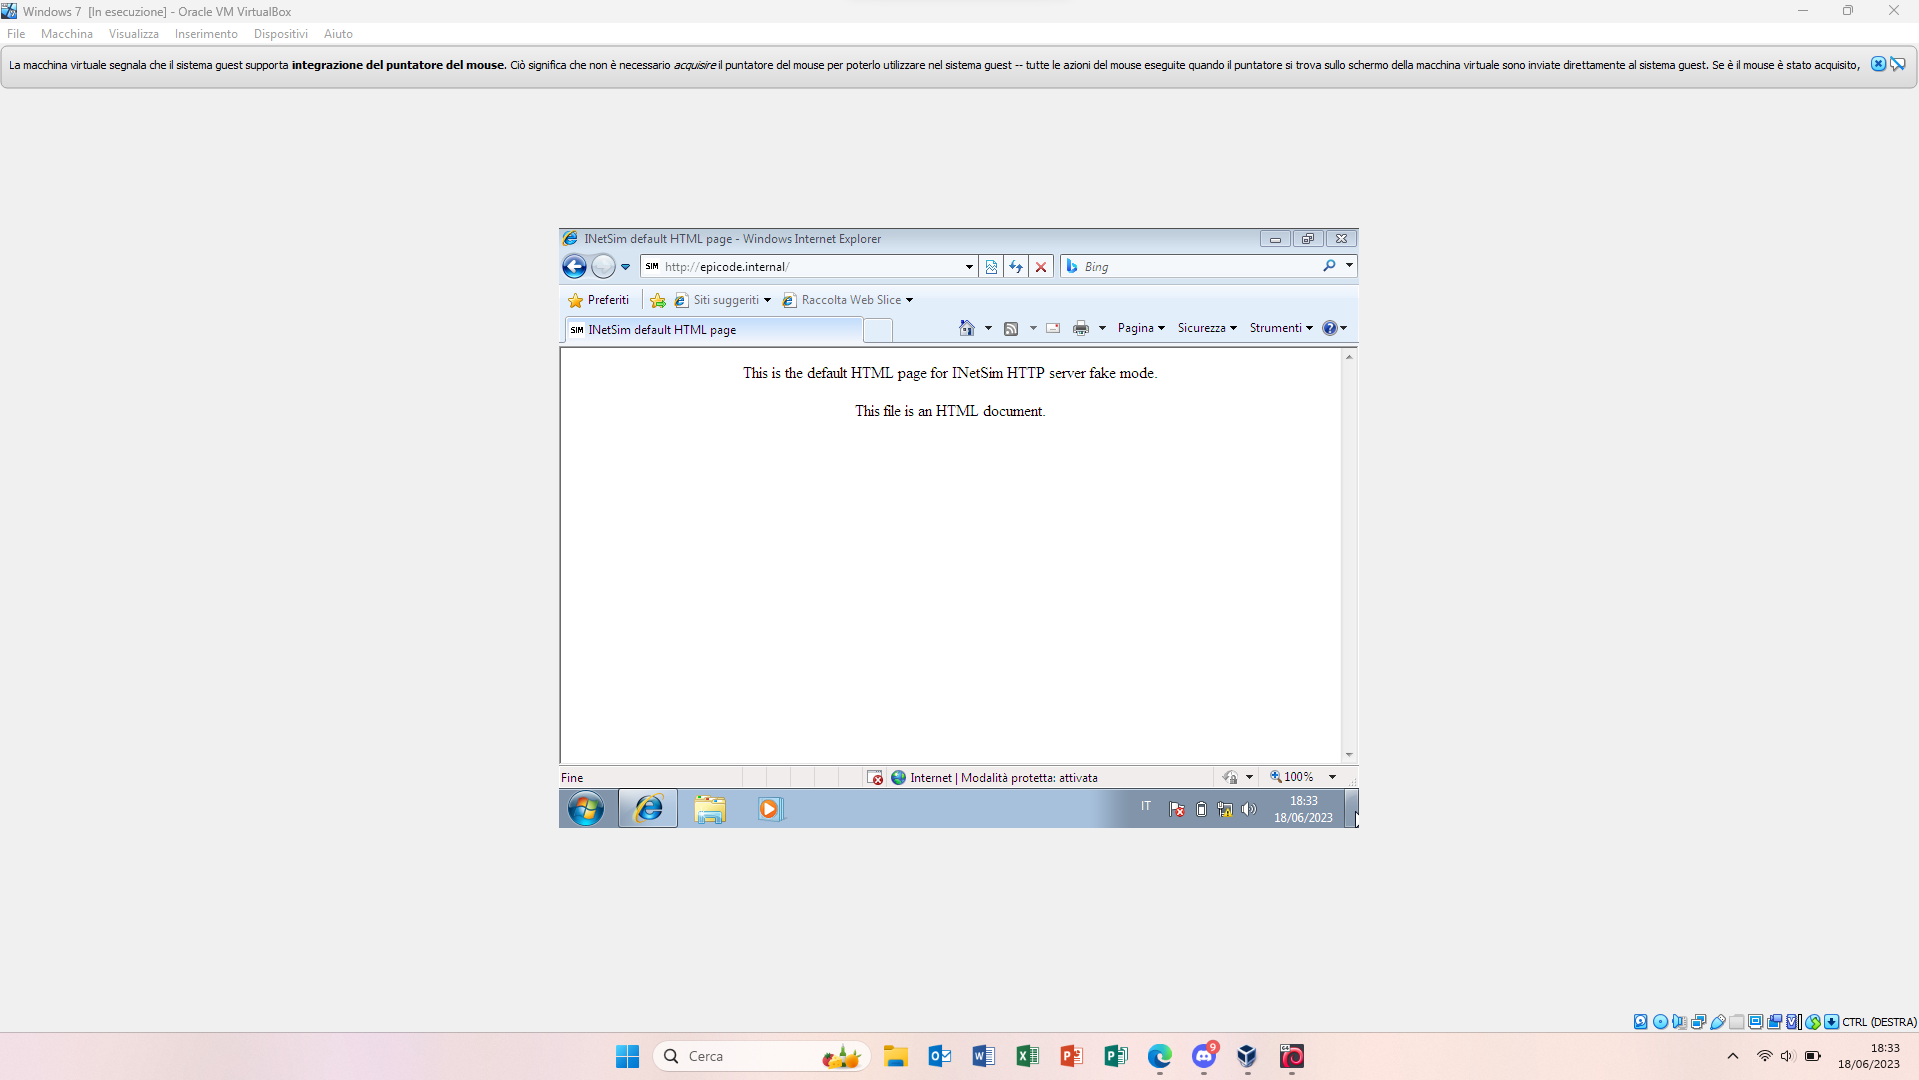 Windows 7 [In esecuzione] - Oracle VM VirtualBox
File Macchina Visualizza Inserimento Dispositivi Aiuto
La macchina virtuale segnala che il sistema guest supporta integrazione del puntatore del mouse. Ciò significa che non è necessario acquisire il puntatore del mouse per poterlo utilizzare nel sistema guest -- tutte le azioni del mouse eseguite quando il puntatore si trova sullo schermo della macchina virtuale sono inviate direttamente al sistema guest. Se è il mouse è stato acquisito,
INetSim default HTML page - Windows Internet Explorer
SIM http://epicode.internal/ Bing
Preferiti Siti suggeriti Raccolta Web Slice
SIM INetSim default HTML page Pagina Sicurezza Strumenti
This is the default HTML page for INetSim HTTP server fake mode.
This file is an HTML document.
Fine Internet | Modalità protetta: attivata 100%
IT 18:33
18/06/2023
CTRL (DESTRA)
Cerca 9 18:33
18/06/2023